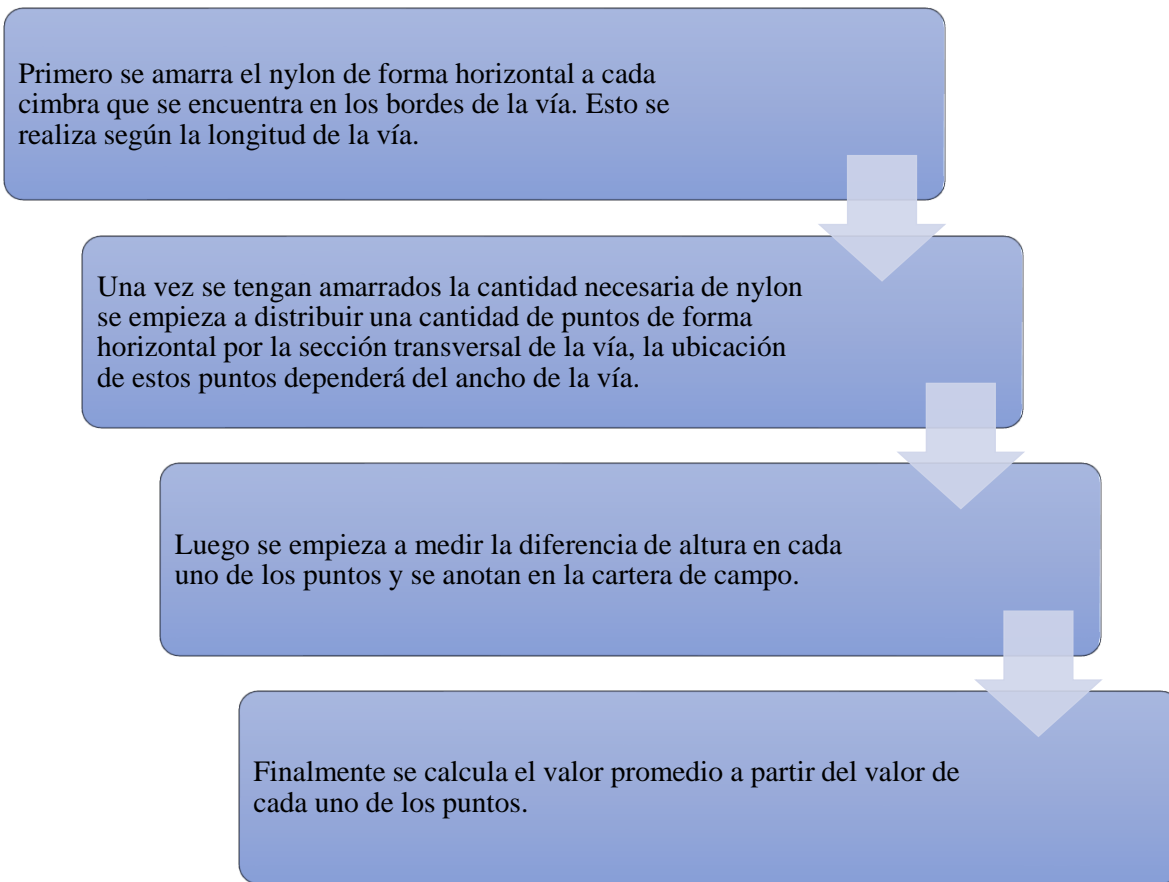 Primero se amarra el nylon de forma horizontal a cada
cimbra que se encuentra en los bordes de la vía. Esto se
realiza según la longitud de la vía.
Una vez se tengan amarrados la cantidad necesaria de nylon
se empieza a distribuir una cantidad de puntos de forma
horizontal por la sección transversal de la vía, la ubicación
de estos puntos dependerá del ancho de la vía.
Luego se empieza a medir la diferencia de altura en cada
uno de los puntos y se anotan en la cartera de campo.
Finalmente se calcula el valor promedio a partir del valor de
cada uno de los puntos.